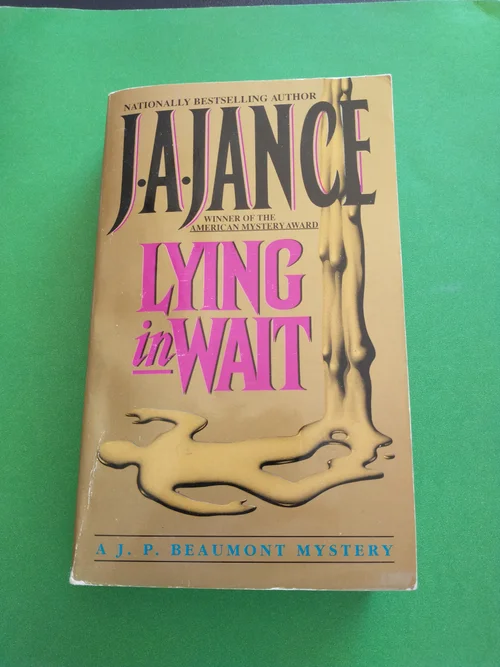 NATIONALLY BESTSELLING AUTHOR
J.A.JANCE
WINNER OF THE
AMERICAN MYSTERY AWARD
LYING
in WAIT
A J. P. BEAUMONT MYSTERY